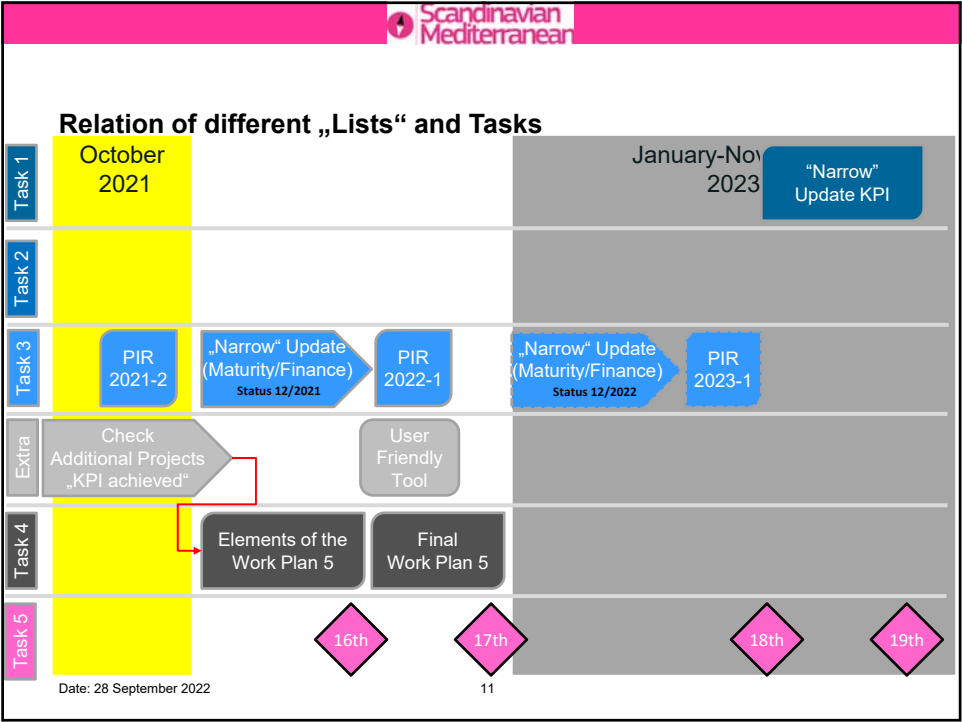 Scandinavian
Mediterranean
Relation of different „Lists“ and Tasks
October
2021
January-Nov
2023
Task 1
“Narrow”
Update KPI
Task 2
Task 3
PIR
2021-2
„Narrow“ Update
(Maturity/Finance)
Status 12/2021
PIR
2022-1
„Narrow“ Update
(Maturity/Finance)
Status 12/2022
PIR
2023-1
Extra
Check
Additional Projects
„KPI achieved“
User
Friendly
Tool
Task 4
Elements of the
Work Plan 5
Final
Work Plan 5
Task 5
16th
17th
18th
19th
Date: 28 September 2022
11